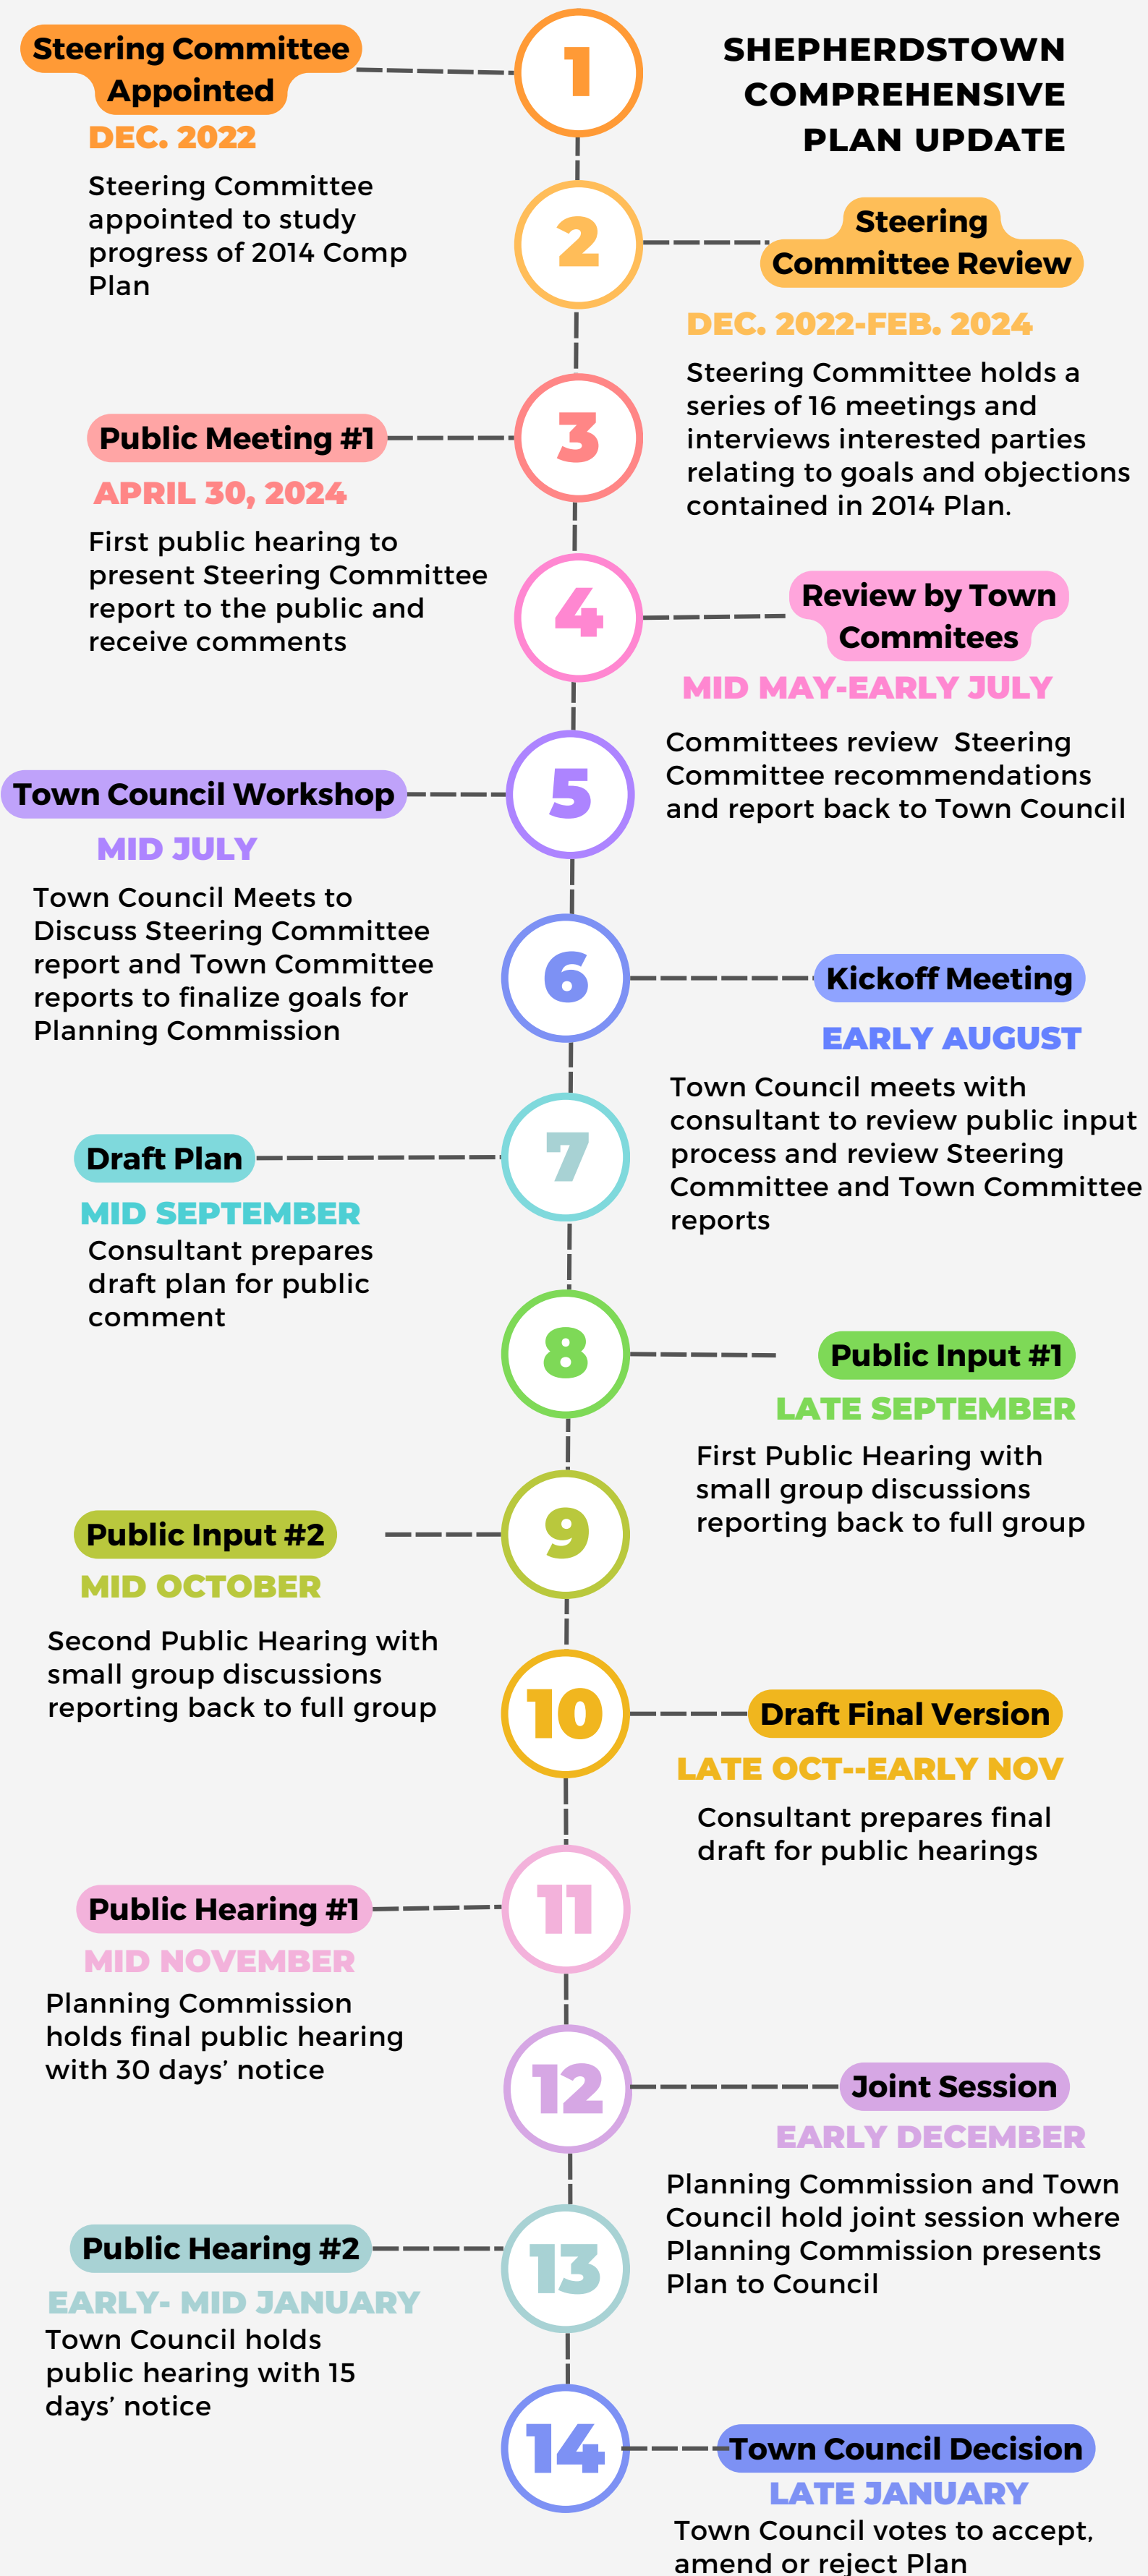 SHEPHERDSTOWN
COMPREHENSIVE
PLAN UPDATE
1
Steering Committee
Appointed
DEC. 2022
Steering Committee
appointed to study
progress of 2014 Comp
Plan
2
Steering
Committee Review
DEC. 2022-FEB. 2024
Steering Committee holds a
series of 16 meetings and
interviews interested parties
relating to goals and objections
contained in 2014 Plan.
3
Public Meeting #1
APRIL 30, 2024
First public hearing to
present Steering Committee
report to the public and
receive comments
4
Review by Town
Commitees
MID MAY-EARLY JULY
Committees review  Steering
Committee recommendations
and report back to Town Council
5
Town Council Workshop
MID JULY
Town Council Meets to
Discuss Steering Committee
report and Town Committee
reports to finalize goals for
Planning Commission
6
Kickoff Meeting
EARLY AUGUST
Town Council meets with
consultant to review public input
process and review Steering
Committee and Town Committee
reports
7
Draft Plan
MID SEPTEMBER
Consultant prepares
draft plan for public
comment
8
Public Input #1
LATE SEPTEMBER
First Public Hearing with
small group discussions
reporting back to full group
9
Public Input #2
MID OCTOBER
Second Public Hearing with
small group discussions
reporting back to full group
10
Draft Final Version
LATE OCT--EARLY NOV
Consultant prepares final
draft for public hearings
11
Public Hearing #1
MID NOVEMBER
Planning Commission
holds final public hearing
with 30 days’ notice
12
Joint Session
EARLY DECEMBER
Planning Commission and Town
Council hold joint session where
Planning Commission presents
Plan to Council
13
Public Hearing #2
EARLY- MID JANUARY
Town Council holds
public hearing with 15
days’ notice
14
Town Council Decision
LATE JANUARY
Town Council votes to accept,
amend or reject Plan